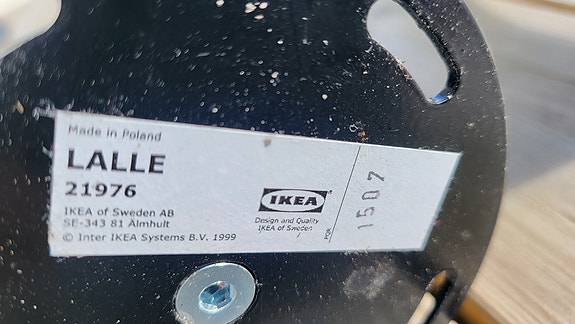 Made in Poland
LALLE
21976
IKEA of Sweden AB
SE-343 81 Älmhult
© Inter IKEA Systems B.V. 1999
IKEA®
Design and Quality
IKEA of Sweden
1507